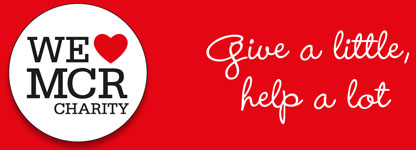 WE
MCR
CHARITY
Give a little,
help a lot